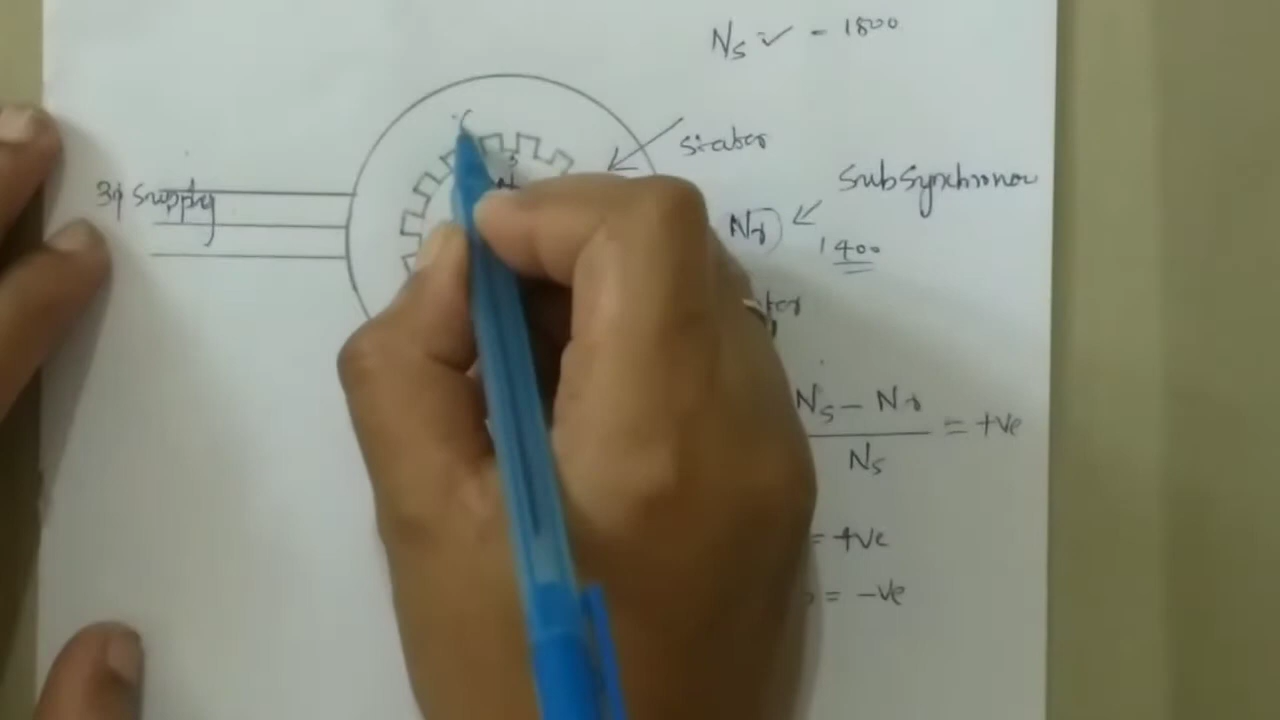 Ns ✓ - 1800
Stator
3φ Supply
Subsynchronou
Nr
1400
Ns - Nr
= +ve
Ns
= +ve
= -ve